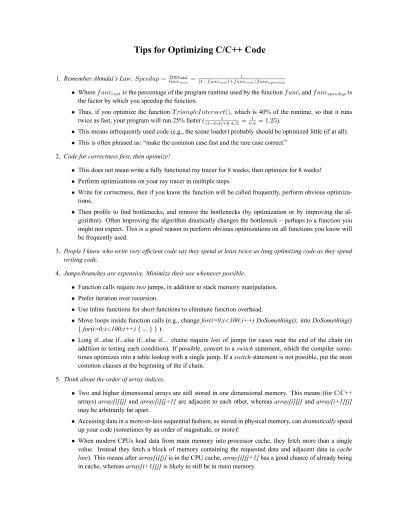 Tips for Optimizing C/C++ Code
1. Remember Ahmdal's Law: Speedup = time_old / time_new = 1 / ((1−func_cost)+func_cost/func_speedup)
• Where func_cost is the percentage of the program runtime used by the function func, and func_speedup is
the factor by which you speedup the function.
• Thus, if you optimize the function TriangleIntersect(), which is 40% of the runtime, so that it runs
twice as fast, your program will run 25% faster (1 / ((1−0.4)+0.4/2) = 1/0.8 = 1.25).
• This means infrequently used code (e.g., the scene loader) probably should be optimized little (if at all).
• This is often phrased as: "make the common case fast and the rare case correct."
2. Code for correctness first, then optimize!
• This does not mean write a fully functional ray tracer for 8 weeks, then optimize for 8 weeks!
• Perform optimizations on your ray tracer in multiple steps.
• Write for correctness, then if you know the function will be called frequently, perform obvious optimiza-
tions.
• Then profile to find bottlenecks, and remove the bottlenecks (by optimization or by improving the al-
gorithm). Often improving the algorithm drastically changes the bottleneck – perhaps to a function you
might not expect. This is a good reason to perform obvious optimizations on all functions you know will
be frequently used.
3. People I know who write very efficient code say they spend at least twice as long optimizing code as they spend
writing code.
4. Jumps/branches are expensive. Minimize their use whenever possible.
• Function calls require two jumps, in addition to stack memory manipulation.
• Prefer iteration over recursion.
• Use inline functions for short functions to eliminate function overhead.
• Move loops inside function calls (e.g., change for(i=0;i<100;i++) DoSomething(); into DoSomething()
{ for(i=0;i<100;i++) { ... } } ).
• Long if...else if...else if...else if... chains require lots of jumps for cases near the end of the chain (in
addition to testing each condition). If possible, convert to a switch statement, which the compiler some-
times optimizes into a table lookup with a single jump. If a switch statement is not possible, put the most
common clauses at the beginning of the if chain.
5. Think about the order of array indices.
• Two and higher dimensional arrays are still stored in one dimensional memory. This means (for C/C++
arrays) array[i][j] and array[i][j+1] are adjacent to each other, whereas array[i][j] and array[i+1][j]
may be arbitrarily far apart.
• Accessing data in a more-or-less sequential fashion, as stored in physical memory, can dramatically speed
up your code (sometimes by an order of magnitude, or more)!
• When modern CPUs load data from main memory into processor cache, they fetch more than a single
value. Instead they fetch a block of memory containing the requested data and adjacent data (a cache
line). This means after array[i][j] is in the CPU cache, array[i][j+1] has a good chance of already being
in cache, whereas array[i+1][j] is likely to still be in main memory.